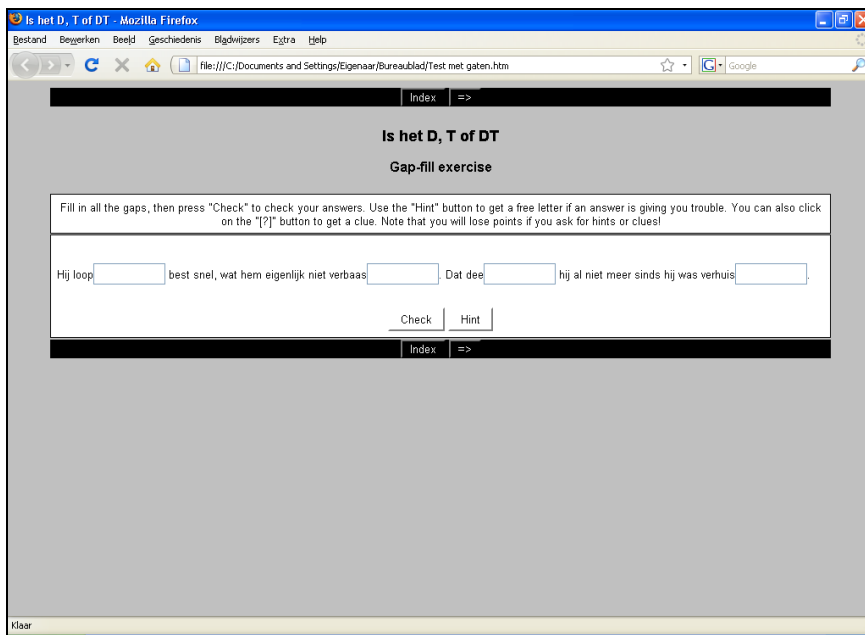 Is het D, T of DT - Mozilla Firefox
Bestand Bewerken Beeld Geschiedenis Bladwijzers Extra Help
file:///C:/Documents and Settings/Eigenaar/Bureaublad/Test met gaten.htm G Google
Index =>
Is het D, T of DT
Gap-fill exercise
Fill in all the gaps, then press "Check" to check your answers. Use the "Hint" button to get a free letter if an answer is giving you trouble. You can also click
on the "[?]" button to get a clue. Note that you will lose points if you ask for hints or clues!
Hij loop best snel, wat hem eigenlijk niet verbaas . Dat dee hij al niet meer sinds hij was verhuis .
Check Hint
Index =>
Klaar